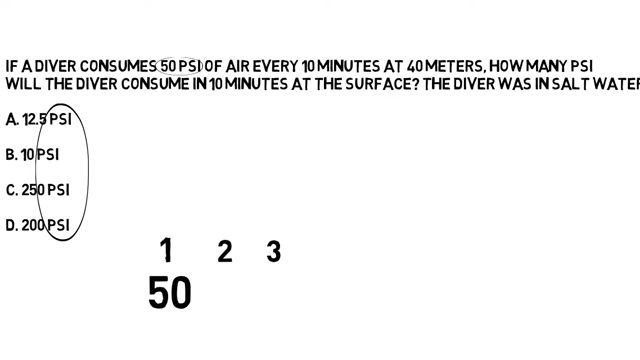 IF A DIVER CONSUMES 50 PSI OF AIR EVERY 10 MINUTES AT 40 METERS, HOW MANY PSI
WILL THE DIVER CONSUME IN 10 MINUTES AT THE SURFACE? THE DIVER WAS IN SALT WATER
A. 12.5 PSI
B. 10 PSI
C. 250 PSI
D. 200 PSI
1 2 3
50